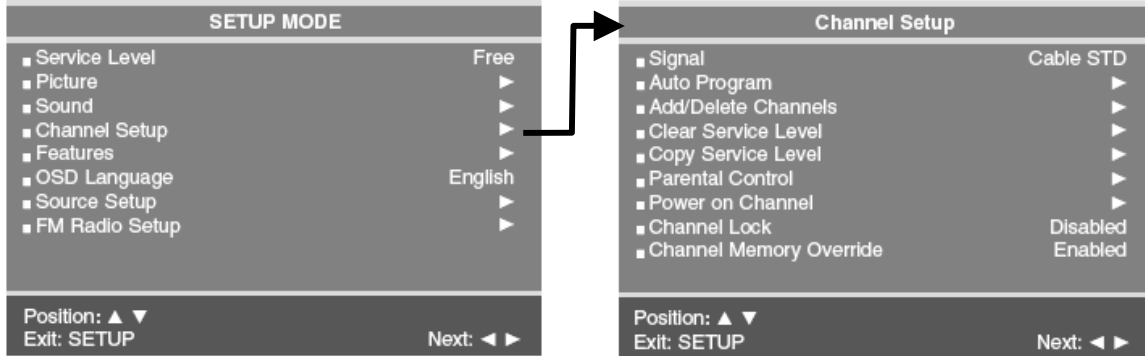 SETUP MODE
Service Level Free
Picture ►
Sound ►
Channel Setup ►
Features ►
OSD Language English
Source Setup ►
FM Radio Setup ►
Position: ▲ ▼
Exit: SETUP Next: ◄ ►
Channel Setup
Signal Cable STD
Auto Program ►
Add/Delete Channels ►
Clear Service Level ►
Copy Service Level ►
Parental Control ►
Power on Channel ►
Channel Lock Disabled
Channel Memory Override Enabled
Position: ▲ ▼
Exit: SETUP Next: ◄ ►